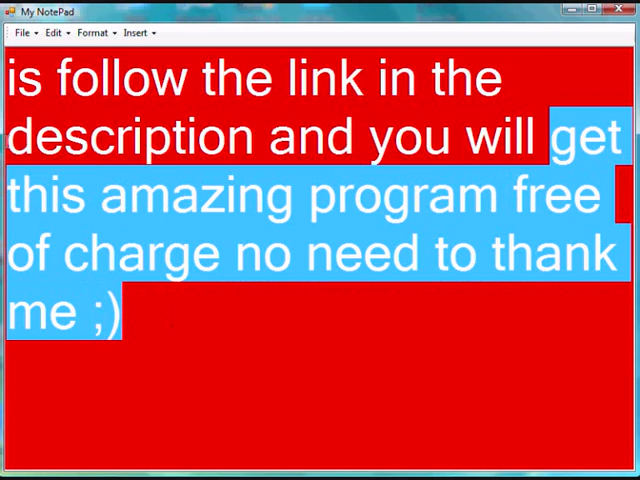 My NotePad
File Edit Format Insert
is follow the link in the
description and you will get
this amazing program free
of charge no need to thank
me ;)